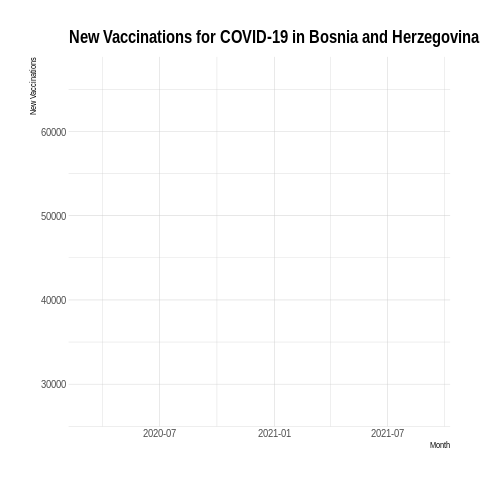 New Vaccinations for COVID-19 in Bosnia and Herzegovina
New Vaccinations
60000
50000
40000
30000
2020-07 2021-01 2021-07
Month